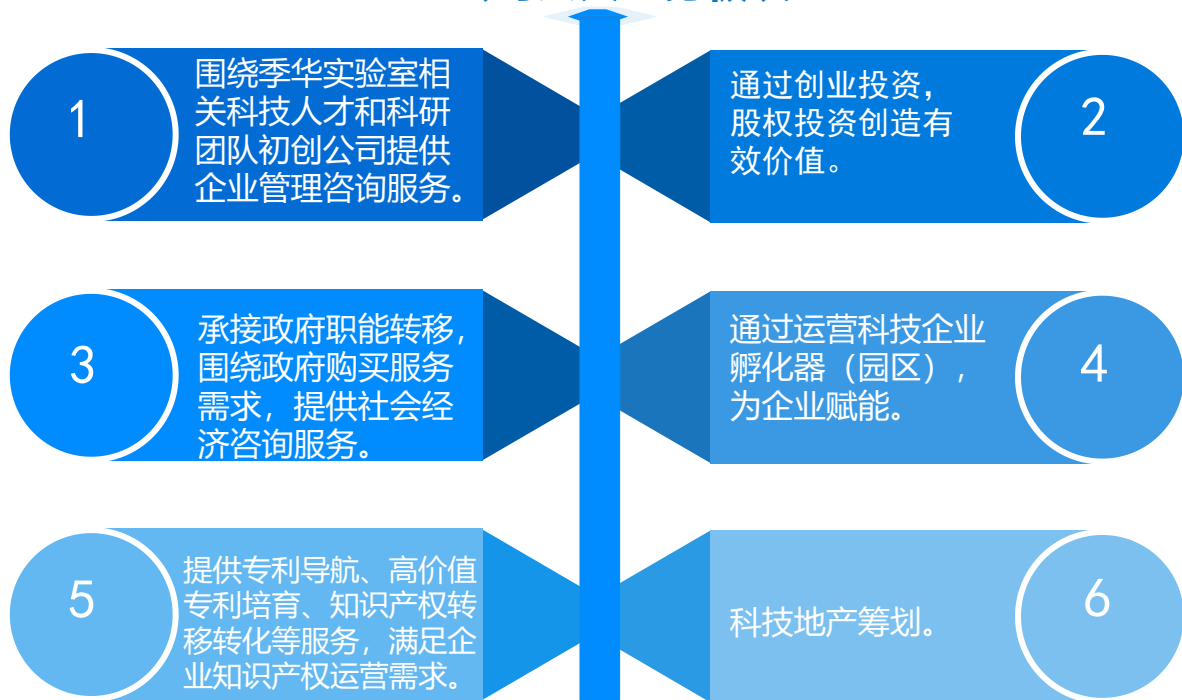 1
围绕季华实验室相
关科技人才和科研
团队初创公司提供
企业管理咨询服务。
通过创业投资，
股权投资创造有
效价值。
2
3
承接政府职能转移，
围绕政府购买服务
需求，提供社会经
济咨询服务。
通过运营科技企业
孵化器（园区），
为企业赋能。
4
5
提供专利导航、高价值
专利培育、知识产权转
移转化等服务，满足企
业知识产权运营需求。
科技地产筹划。
6